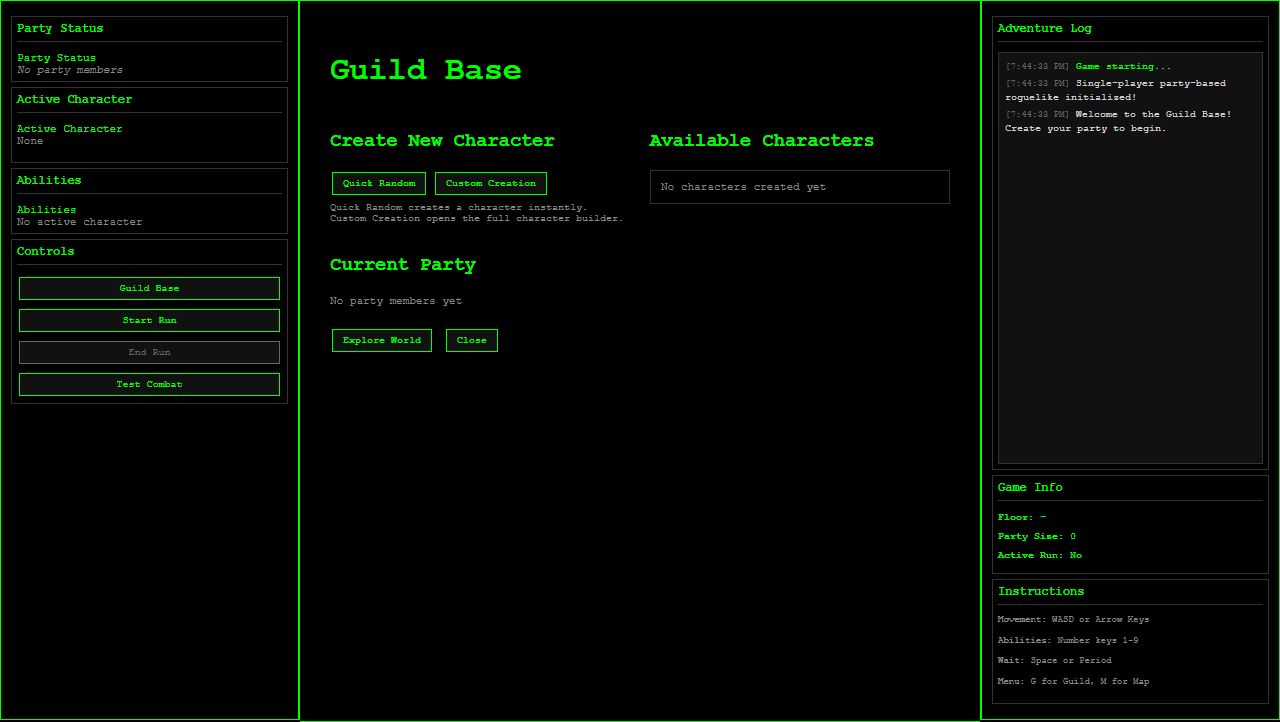 Party Status
Party Status
No party members
Active Character
Active Character
None
Abilities
Abilities
No active character
Controls
Guild Base
Start Run
End Run
Test Combat
Guild Base
Create New Character
Quick Random
Custom Creation
Quick Random creates a character instantly.
Custom Creation opens the full character builder.
Current Party
No party members yet
Explore World
Close
Available Characters
No characters created yet
Adventure Log
[7:44:33 PM] Game starting...
[7:44:33 PM] Single-player party-based
roguelike initialized!
[7:44:33 PM] Welcome to the Guild Base!
Create your party to begin.
Game Info
Floor: -
Party Size: 0
Active Run: No
Instructions
Movement: WASD or Arrow Keys
Abilities: Number keys 1-9
Wait: Space or Period
Menu: G for Guild, M for Map